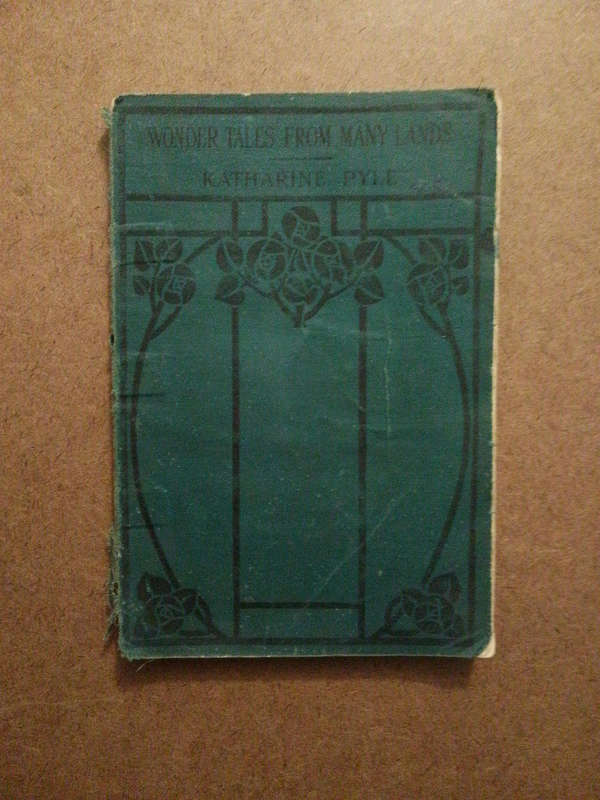 WONDER TALES FROM MANY LANDS
KATHARINE PYLE